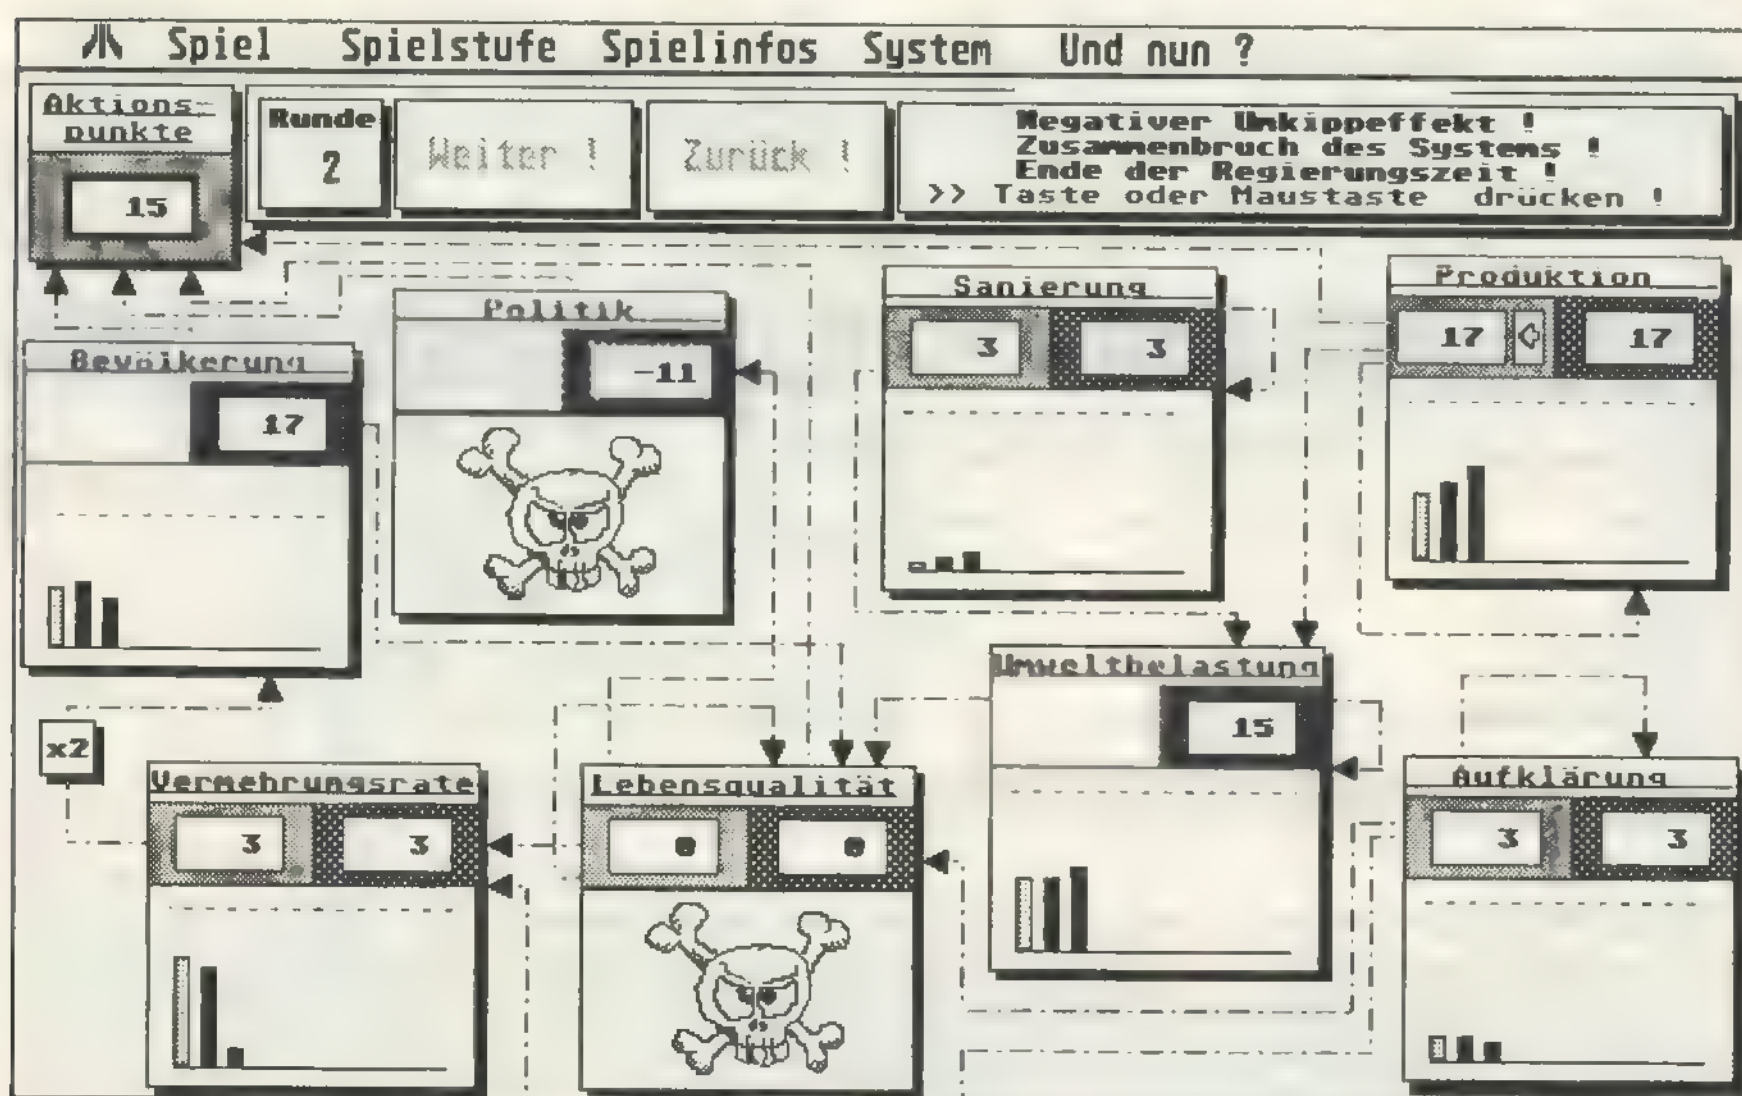 Spiel Spielstufe Spielinfos System Und nun ?
Aktions-
punkte
15
Runde
2
Weiter !
Zurück !
Negativer Umkippeffekt !
Zusammenbruch des Systems !
Ende der Regierungszeit !
>> Taste oder Maustaste drücken !
Bevölkerung
17
Politik
-11
Sanierung
3 3
Produktion
17 17
x2
Vermehrungsrate
3 3
Lebensqualität
0 0
Umweltbelastung
15
Aufklärung
3 3